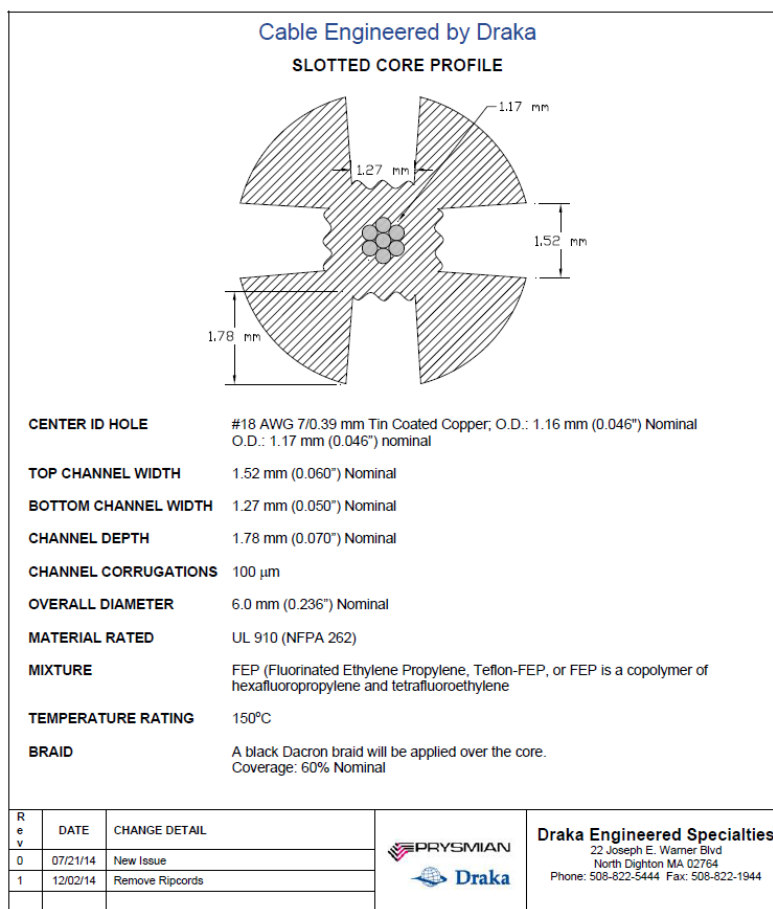 Cable Engineered by Draka
SLOTTED CORE PROFILE
1.17 mm
1.27 mm
1.52 mm
1.78 mm
CENTER ID HOLE #18 AWG 7/0.39 mm Tin Coated Copper; O.D.: 1.16 mm (0.046") Nominal
O.D.: 1.17 mm (0.046") nominal
TOP CHANNEL WIDTH 1.52 mm (0.060") Nominal
BOTTOM CHANNEL WIDTH 1.27 mm (0.050") Nominal
CHANNEL DEPTH 1.78 mm (0.070") Nominal
CHANNEL CORRUGATIONS 100 μm
OVERALL DIAMETER 6.0 mm (0.236") Nominal
MATERIAL RATED UL 910 (NFPA 262)
MIXTURE FEP (Fluorinated Ethylene Propylene, Teflon-FEP, or FEP is a copolymer of
hexafluoropropylene and tetrafluoroethylene
TEMPERATURE RATING 150ºC
BRAID A black Dacron braid will be applied over the core.
Coverage: 60% Nominal
Rev DATE CHANGE DETAIL
0 07/21/14 New Issue
1 12/02/14 Remove Ripcords
PRYSMIAN
Draka
Draka Engineered Specialties
22 Joseph E. Warner Blvd
North Dighton MA 02764
Phone: 508-822-5444 Fax: 508-822-1944